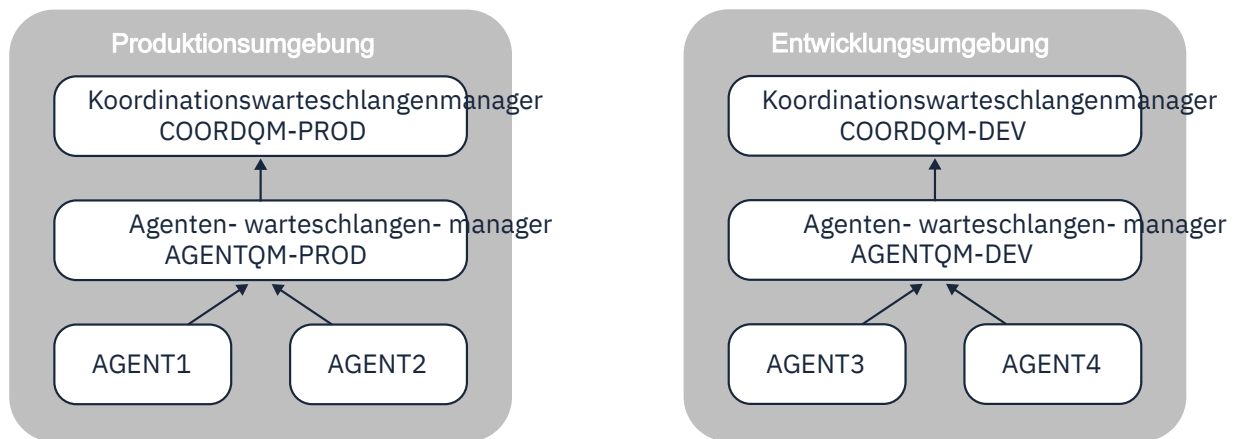 Produktionsumgebung
Koordinationswarteschlangenmanager
COORDQM-PROD
Agenten- warteschlangen- manager
AGENTQM-PROD
AGENT1
AGENT2
Entwicklungsumgebung
Koordinationswarteschlangenmanager
COORDQM-DEV
Agenten- warteschlangen- manager
AGENTQM-DEV
AGENT3
AGENT4